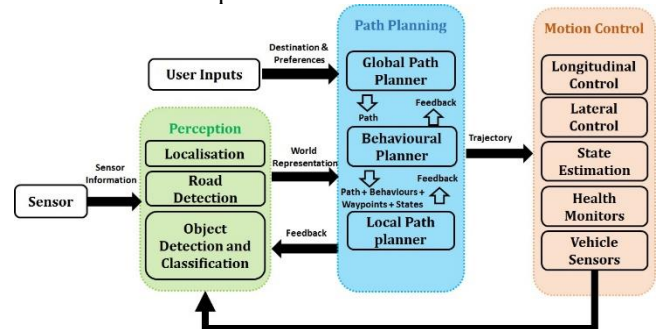 Path Planning
Motion Control
Destination &
Preferences
User Inputs
Global Path
Planner
Path
Feedback
Behavioural
Planner
Path + Behaviours +
Waypoints + States
Feedback
Local Path
planner
Perception
Localisation
Road
Detection
Object
Detection and
Classification
Sensor
Information
Sensor
World
Representation
Feedback
Trajectory
Longitudinal
Control
Lateral
Control
State
Estimation
Health
Monitors
Vehicle
Sensors